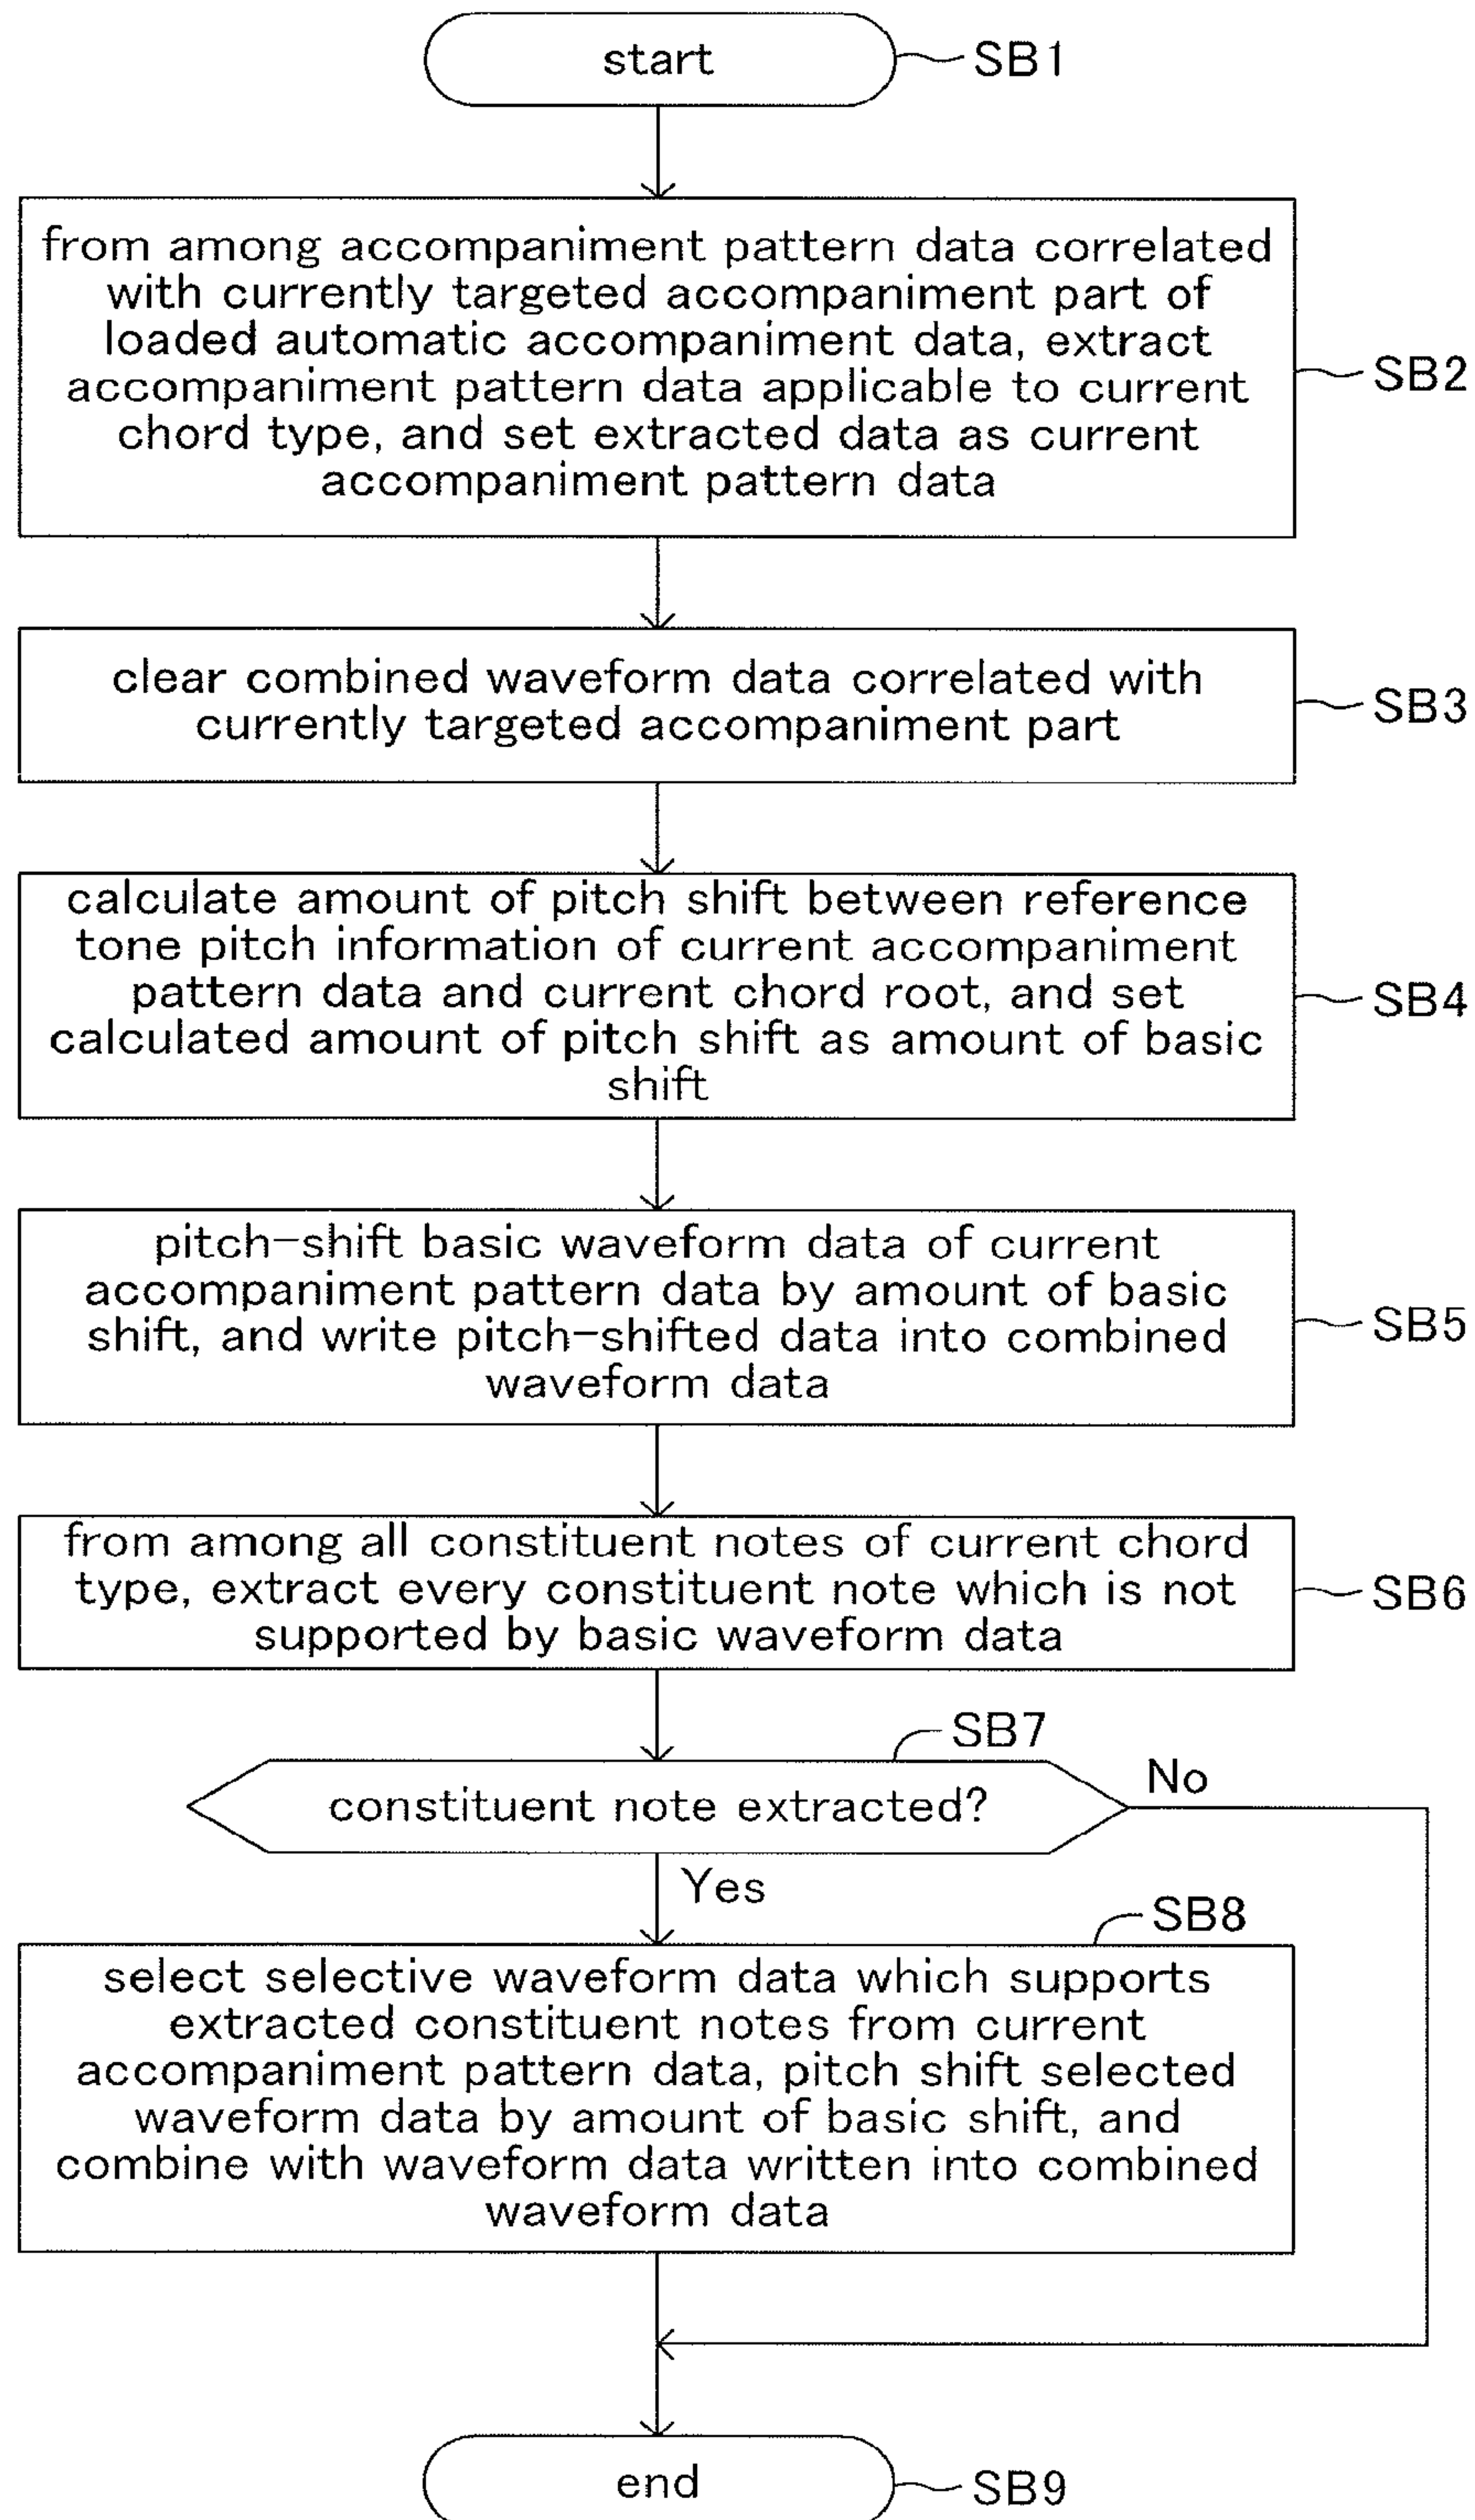 start
SB1
from among accompaniment pattern data correlated
with currently targeted accompaniment part of
loaded automatic accompaniment data, extract
accompaniment pattern data applicable to current
chord type, and set extracted data as current
accompaniment pattern data
SB2
clear combined waveform data correlated with
currently targeted accompaniment part
SB3
calculate amount of pitch shift between reference
tone pitch information of current accompaniment
pattern data and current chord root, and set
calculated amount of pitch shift as amount of basic
shift
SB4
pitch-shift basic waveform data of current
accompaniment pattern data by amount of basic
shift, and write pitch-shifted data into combined
waveform data
SB5
from among all constituent notes of current chord
type, extract every constituent note which is not
supported by basic waveform data
SB6
SB7
constituent note extracted?
No
Yes
SB8
select selective waveform data which supports
extracted constituent notes from current
accompaniment pattern data, pitch shift selected
waveform data by amount of basic shift, and
combine with waveform data written into combined
waveform data
end
SB9